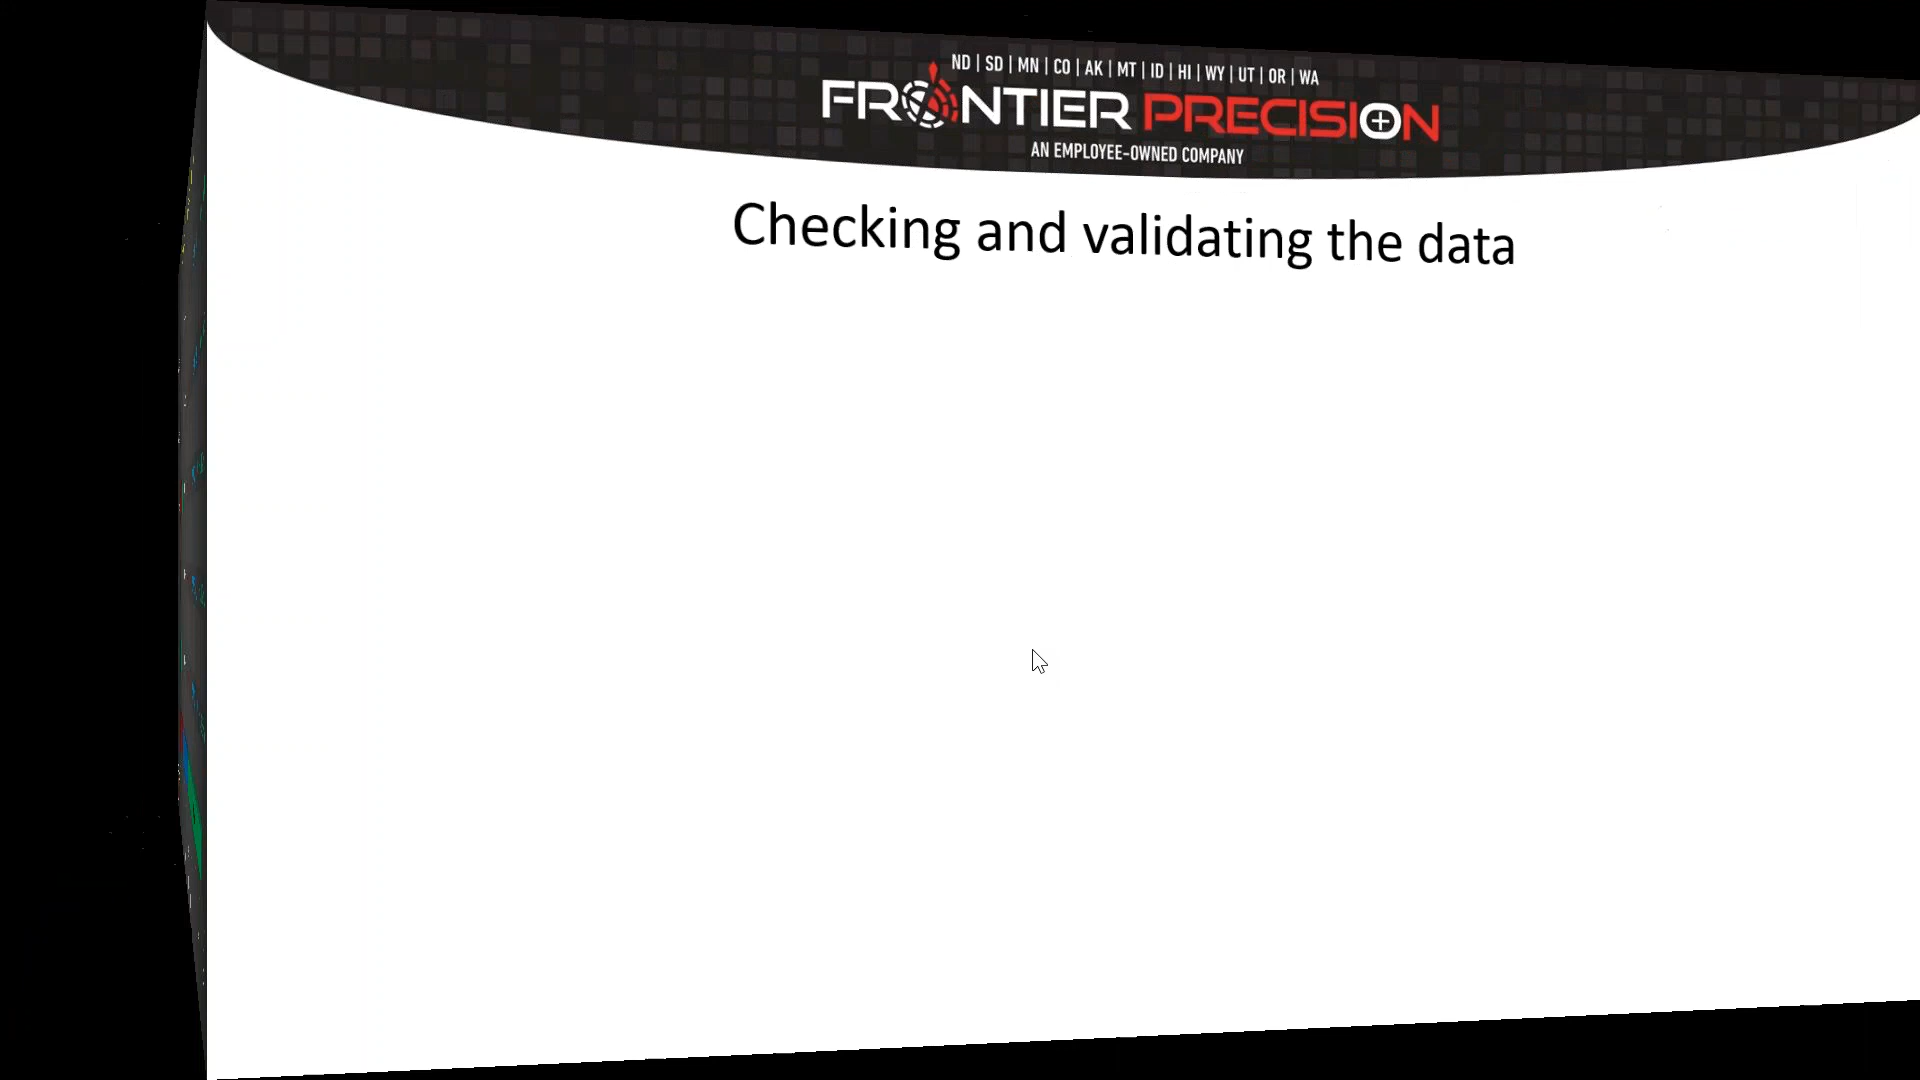 ND | SD | MN | CO | AK | MT | ID | HI | WY | UT | OR | WA
FRONTIER PRECISION
AN EMPLOYEE-OWNED COMPANY
Checking and validating the data